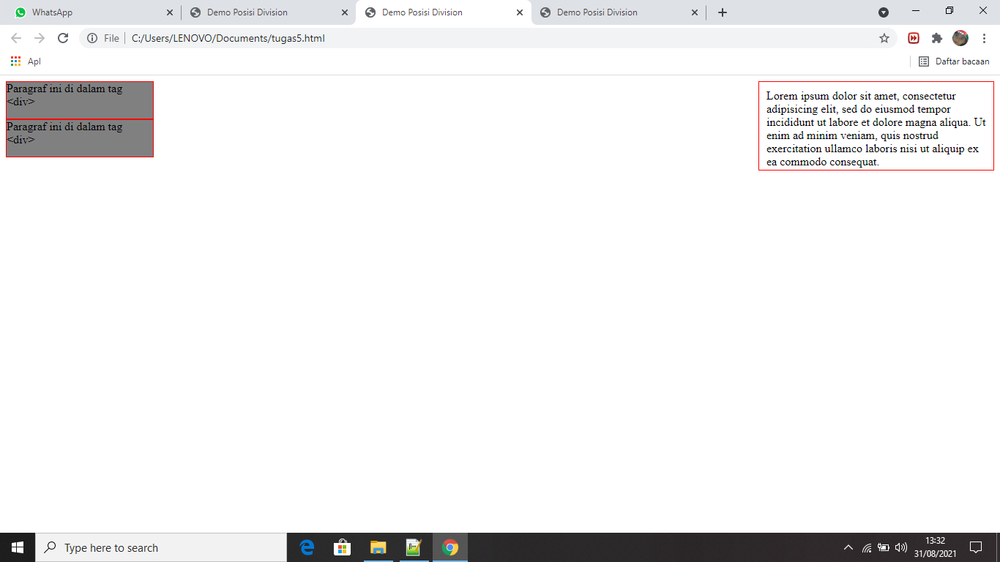 WhatsApp
Demo Posisi Division
Demo Posisi Division
Demo Posisi Division
File
C:/Users/LENOVO/Documents/tugas5.html
Apl
Daftar bacaan
Paragraf ini di dalam tag
<div>
Paragraf ini di dalam tag
<div>
Lorem ipsum dolor sit amet, consectetur
adipisicing elit, sed do eiusmod tempor
incididunt ut labore et dolore magna aliqua. Ut
enim ad minim veniam, quis nostrud
exercitation ullamco laboris nisi ut aliquip ex
ea commodo consequat.
Type here to search
13:32
31/08/2021